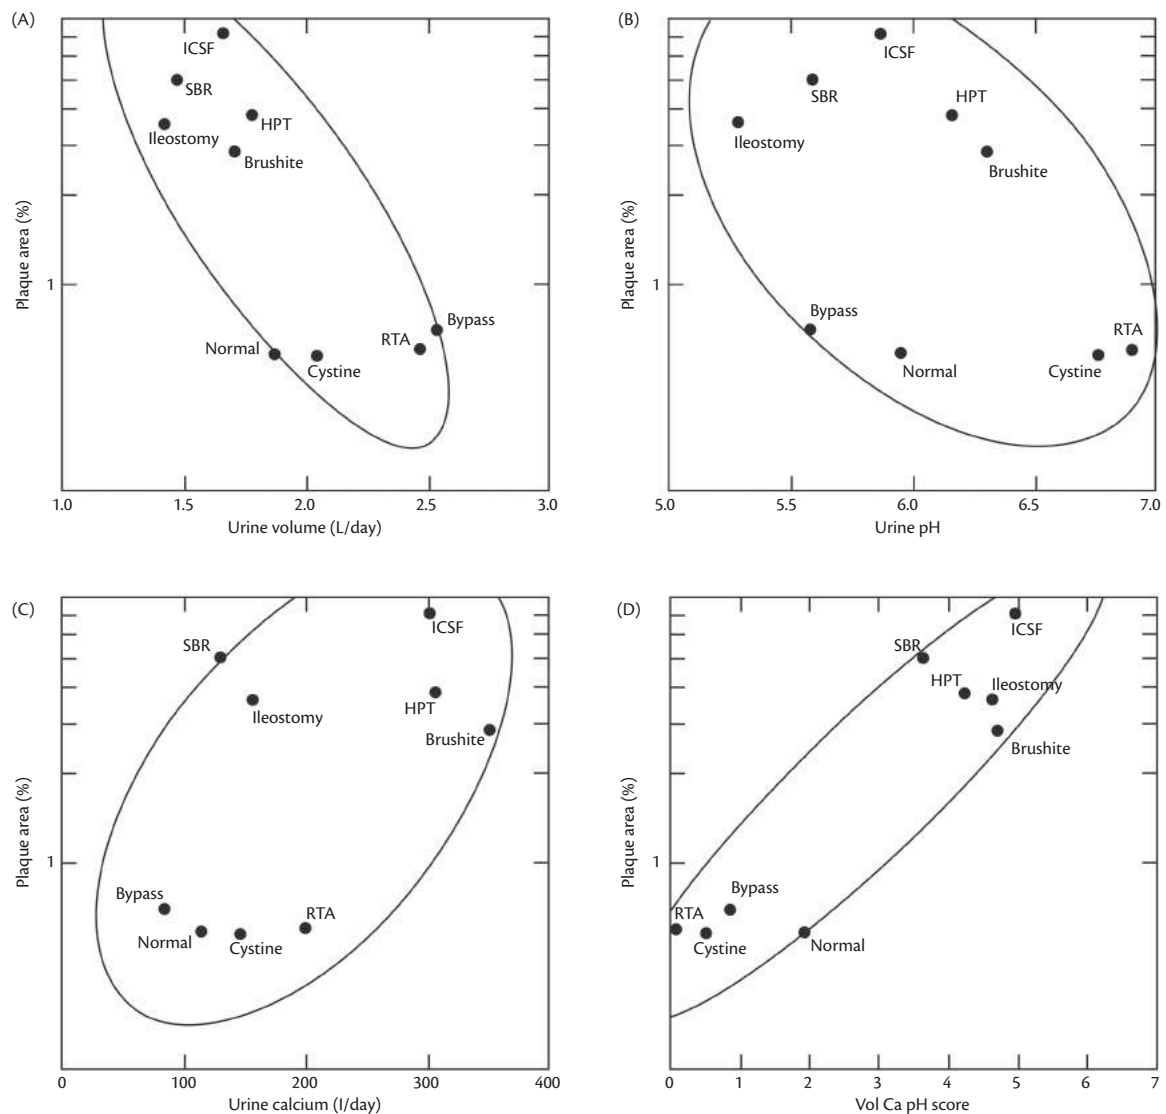 (A)
ICSF
SBR
HPT
Ileostomy
Brushite
Plaque area (%)
1
Bypass
RTA
Normal
Cystine
1.0 1.5 2.0 2.5 3.0
Urine volume (L/day)
(B)
ICSF
SBR
HPT
Ileostomy
Brushite
Plaque area (%)
1
Bypass
RTA
Normal
Cystine
5.0 5.5 6.0 6.5 7.0
Urine pH
(C)
ICSF
SBR
Ileostomy
HPT
Brushite
Plaque area (%)
1
Bypass
RTA
Normal
Cystine
0 100 200 300 400
Urine calcium (l/day)
(D)
ICSF
SBR
HPT
Ileostomy
Brushite
Plaque area (%)
1
Bypass
RTA
Cystine
Normal
0 1 2 3 4 5 6 7
Vol Ca pH score